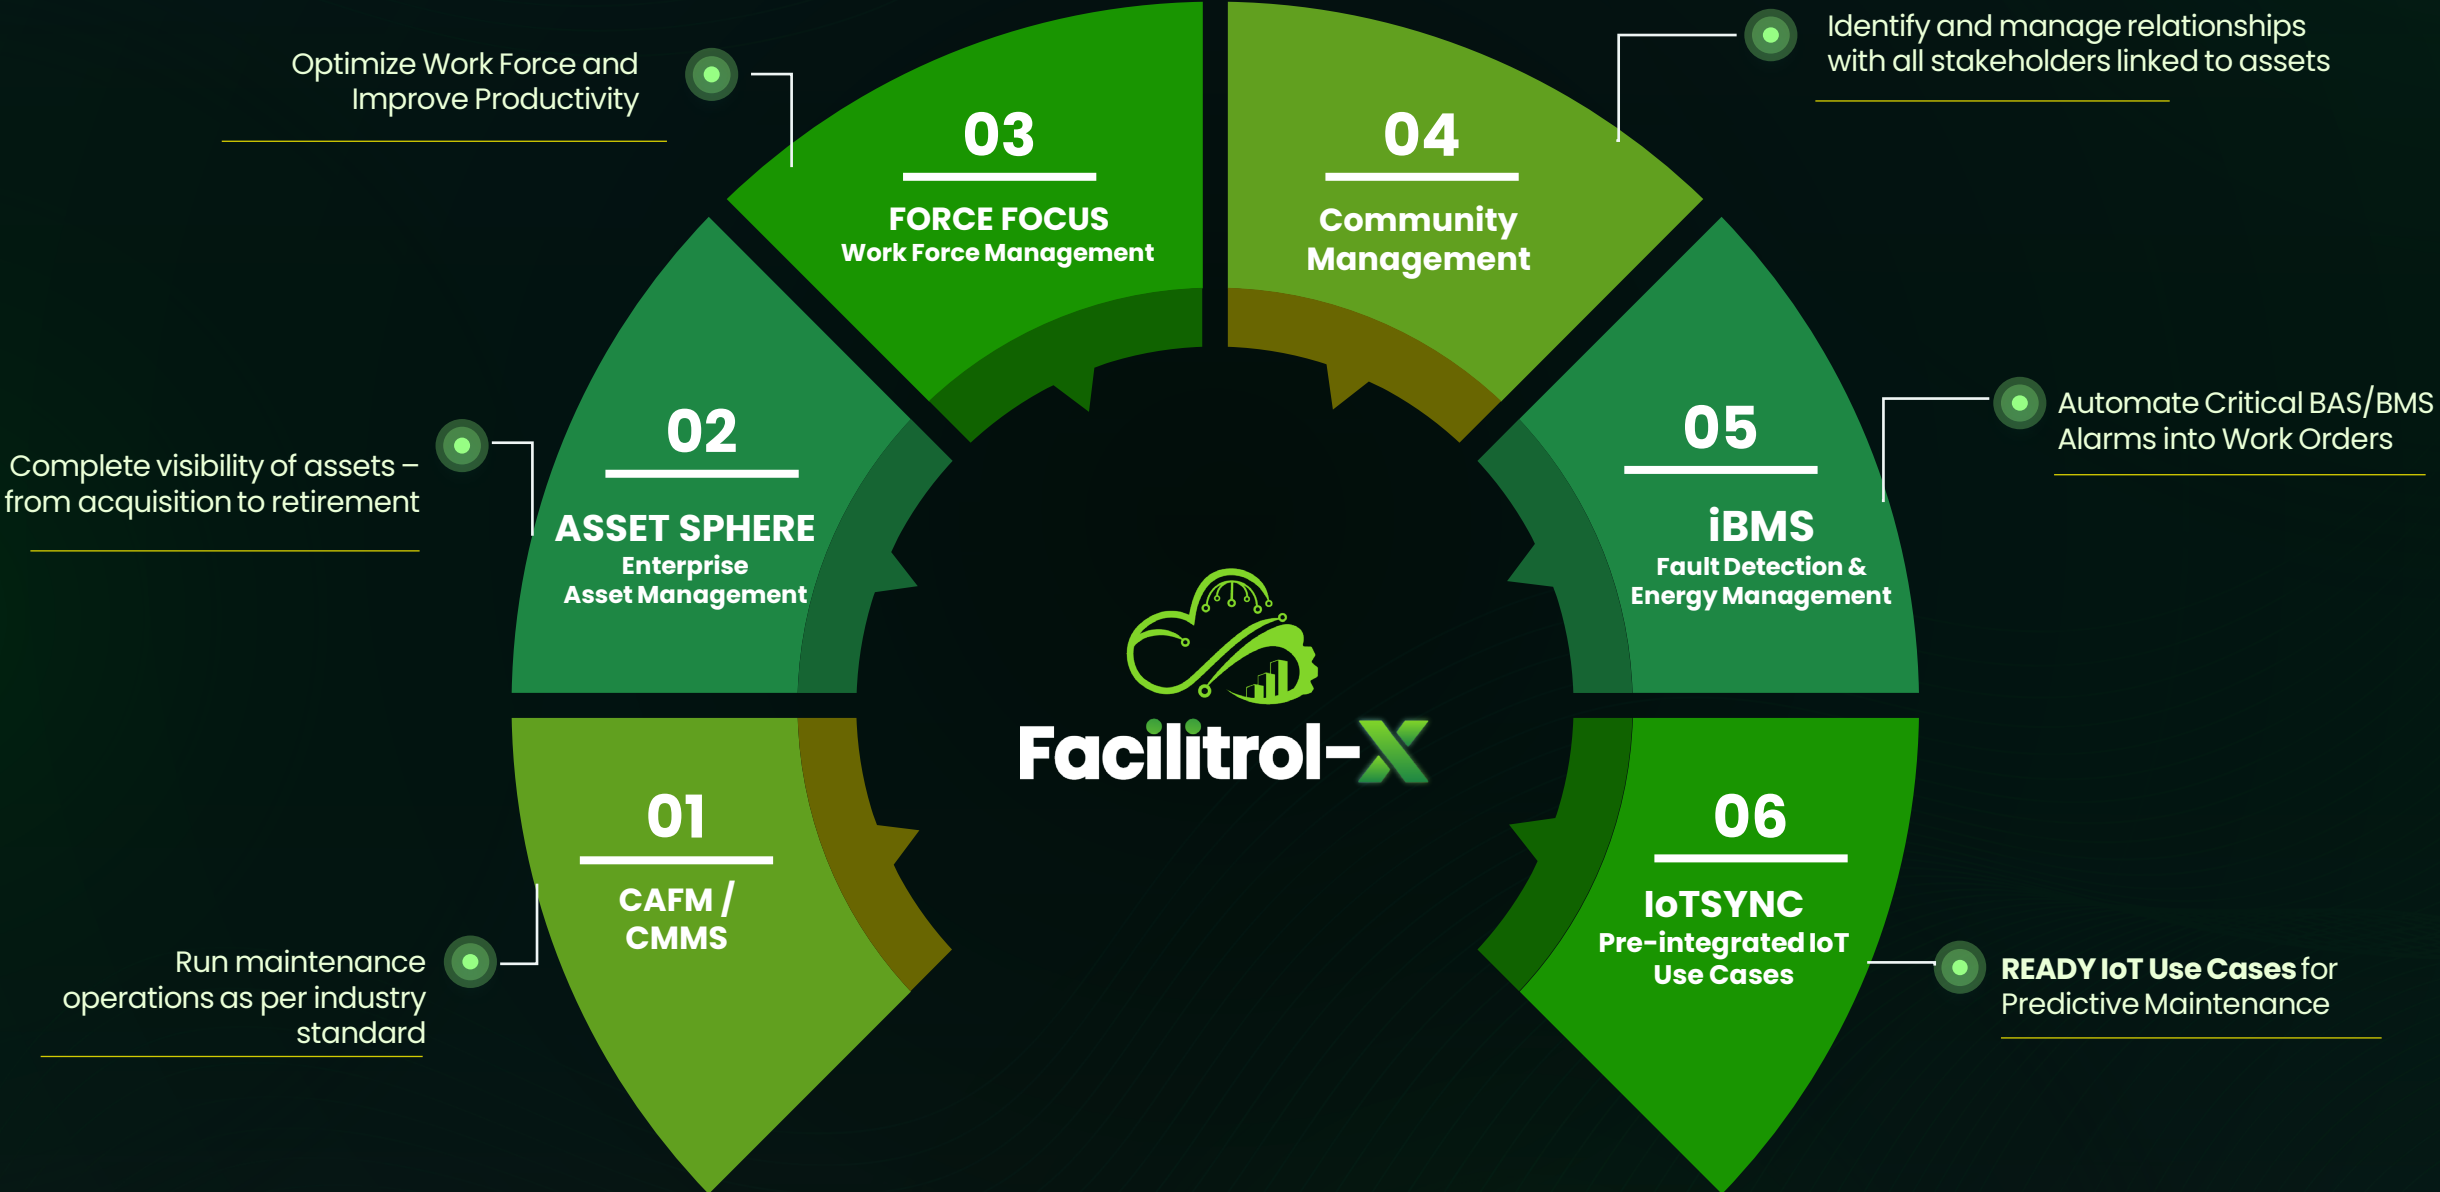 Optimize Work Force and
Improve Productivity
03
FORCE FOCUS
Work Force Management
04
Community
Management
Identify and manage relationships
with all stakeholders linked to assets
Complete visibility of assets –
from acquisition to retirement
02
ASSET SPHERE
Enterprise
Asset Management
05
iBMS
Fault Detection &
Energy Management
Automate Critical BAS/BMS
Alarms into Work Orders
Facilitrol-X
01
CAFM /
CMMS
Run maintenance
operations as per industry
standard
06
IoTSYNC
Pre-integrated IoT
Use Cases
READY IoT Use Cases for
Predictive Maintenance